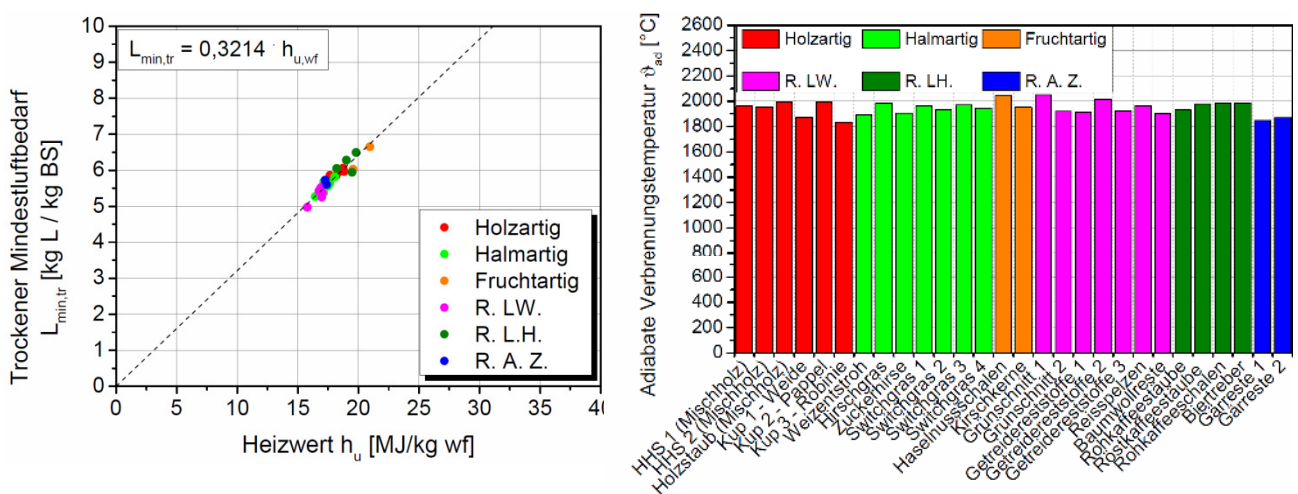 Trockener Mindestluftbedarf
L_min,tr [kg L / kg BS]
10
9
8
7
6
5
4
3
2
1
0
L_min,tr = 0,3214 · h_u,wf
Holzartig
Halmartig
Fruchtartig
R. LW.
R. L.H.
R. A. Z.
0 5 10 15 20 25 30 35 40
Heizwert h_u [MJ/kg wf]
Adiabate Verbrennungstemperatur ϑ_ad [°C]
2600
2400
2200
2000
1800
1600
1400
1200
1000
800
600
400
200
0
Holzartig Halmartig Fruchtartig
R. LW. R. LH. R. A. Z.
HHS 1 (Mischholz)
HHS 2 (Mischholz)
Holzstaub (Mischholz)
Kup 1 - Weide
Kup 2 - Pappel
Kup 3 - Robinie
Weizenstroh
Hirschgras
Zuckerhirse
Switchgras 1
Switchgras 2
Switchgras 3
Switchgras 4
Haselnussschalen
Kirschkerne
Grünschnitt 1
Grünschnitt 2
Getreidereststoffe 1
Getreidereststoffe 2
Getreidereststoffe 3
Reisspelzen
Baumwollreste
Rohkaffeestäube
Röstkaffeestäube
Rohkaffeeschalen
Biertreber
Gärreste 1
Gärreste 2